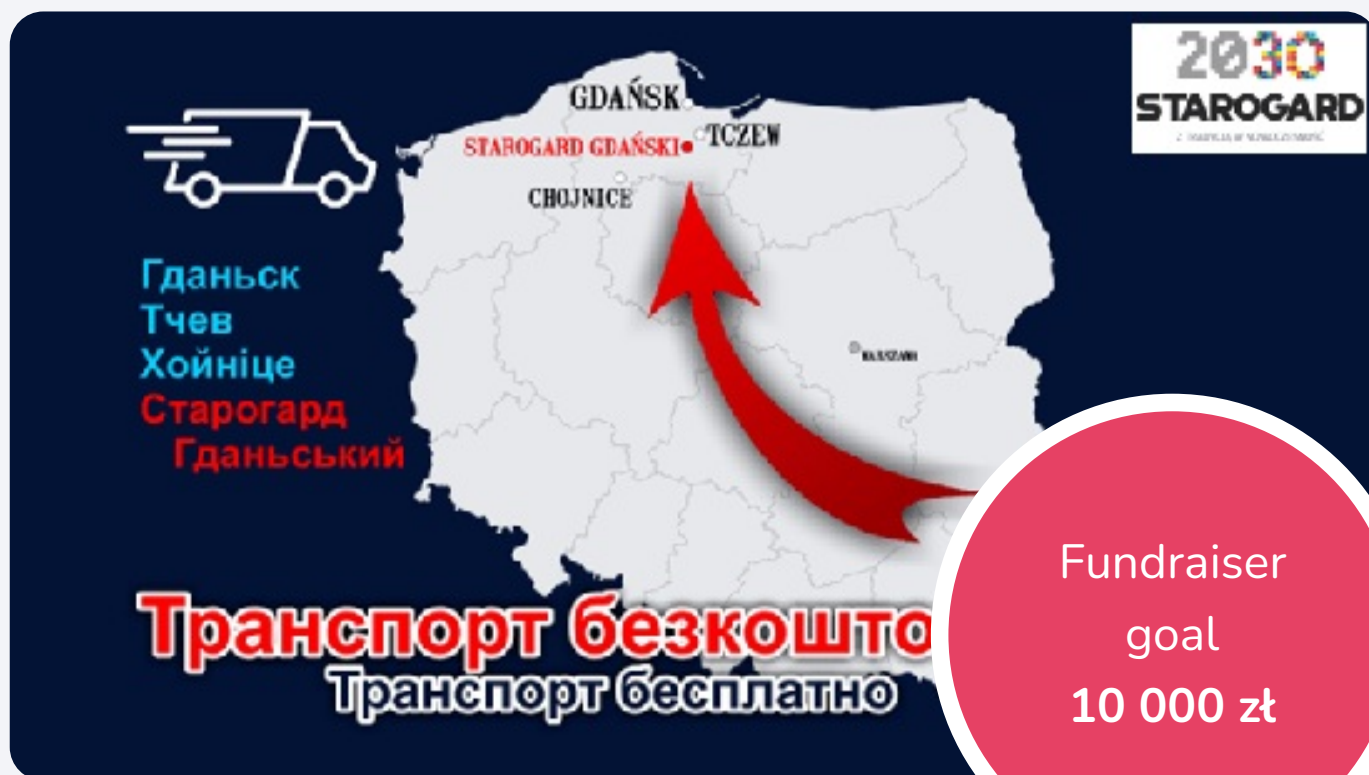 2030
STAROGARD
GDAŃSK
TCZEW
STAROGARD GDAŃSKI
CHOJNICE
Гданьск
Тчев
Хойніце
Старогард
Гданьський
WARSZAWA
Транспорт безкошто
Транспорт бесплатно
Fundraiser
goal
10 000 zł